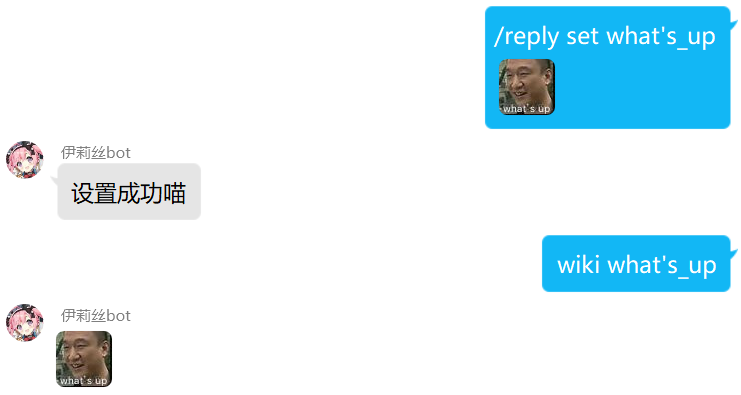 /reply set what's_up
what's up
伊莉丝bot
设置成功喵
wiki what's_up
伊莉丝bot
what's up